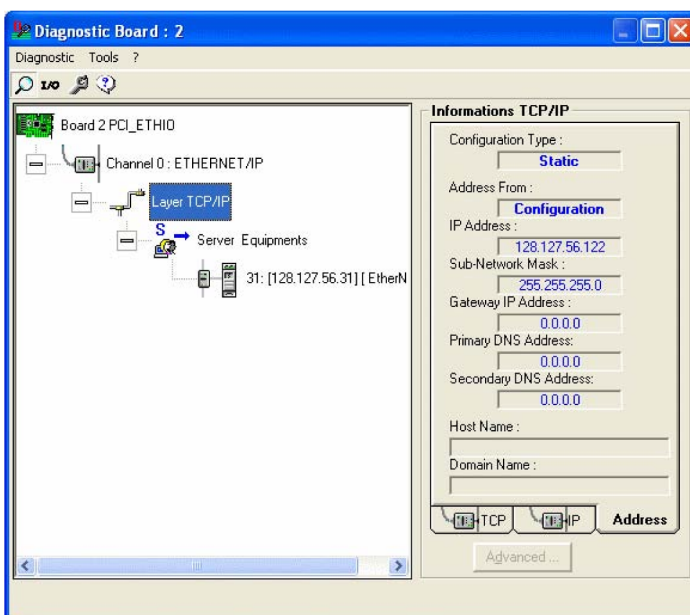 Diagnostic Board : 2
Diagnostic Tools ?
I/O
Board 2 PCI_ETHIO
Channel 0 : ETHERNET/IP
Layer TCP/IP
S
Server Equipments
31: [128.127.56.31] [ EtherN
Informations TCP/IP
Configuration Type :
Static
Address From :
Configuration
IP Address :
128.127.56.122
Sub-Network Mask :
255.255.255.0
Gateway IP Address :
0.0.0.0
Primary DNS Address:
0.0.0.0
Secondary DNS Address:
0.0.0.0
Host Name :
Domain Name :
TCP IP Address
Advanced ...